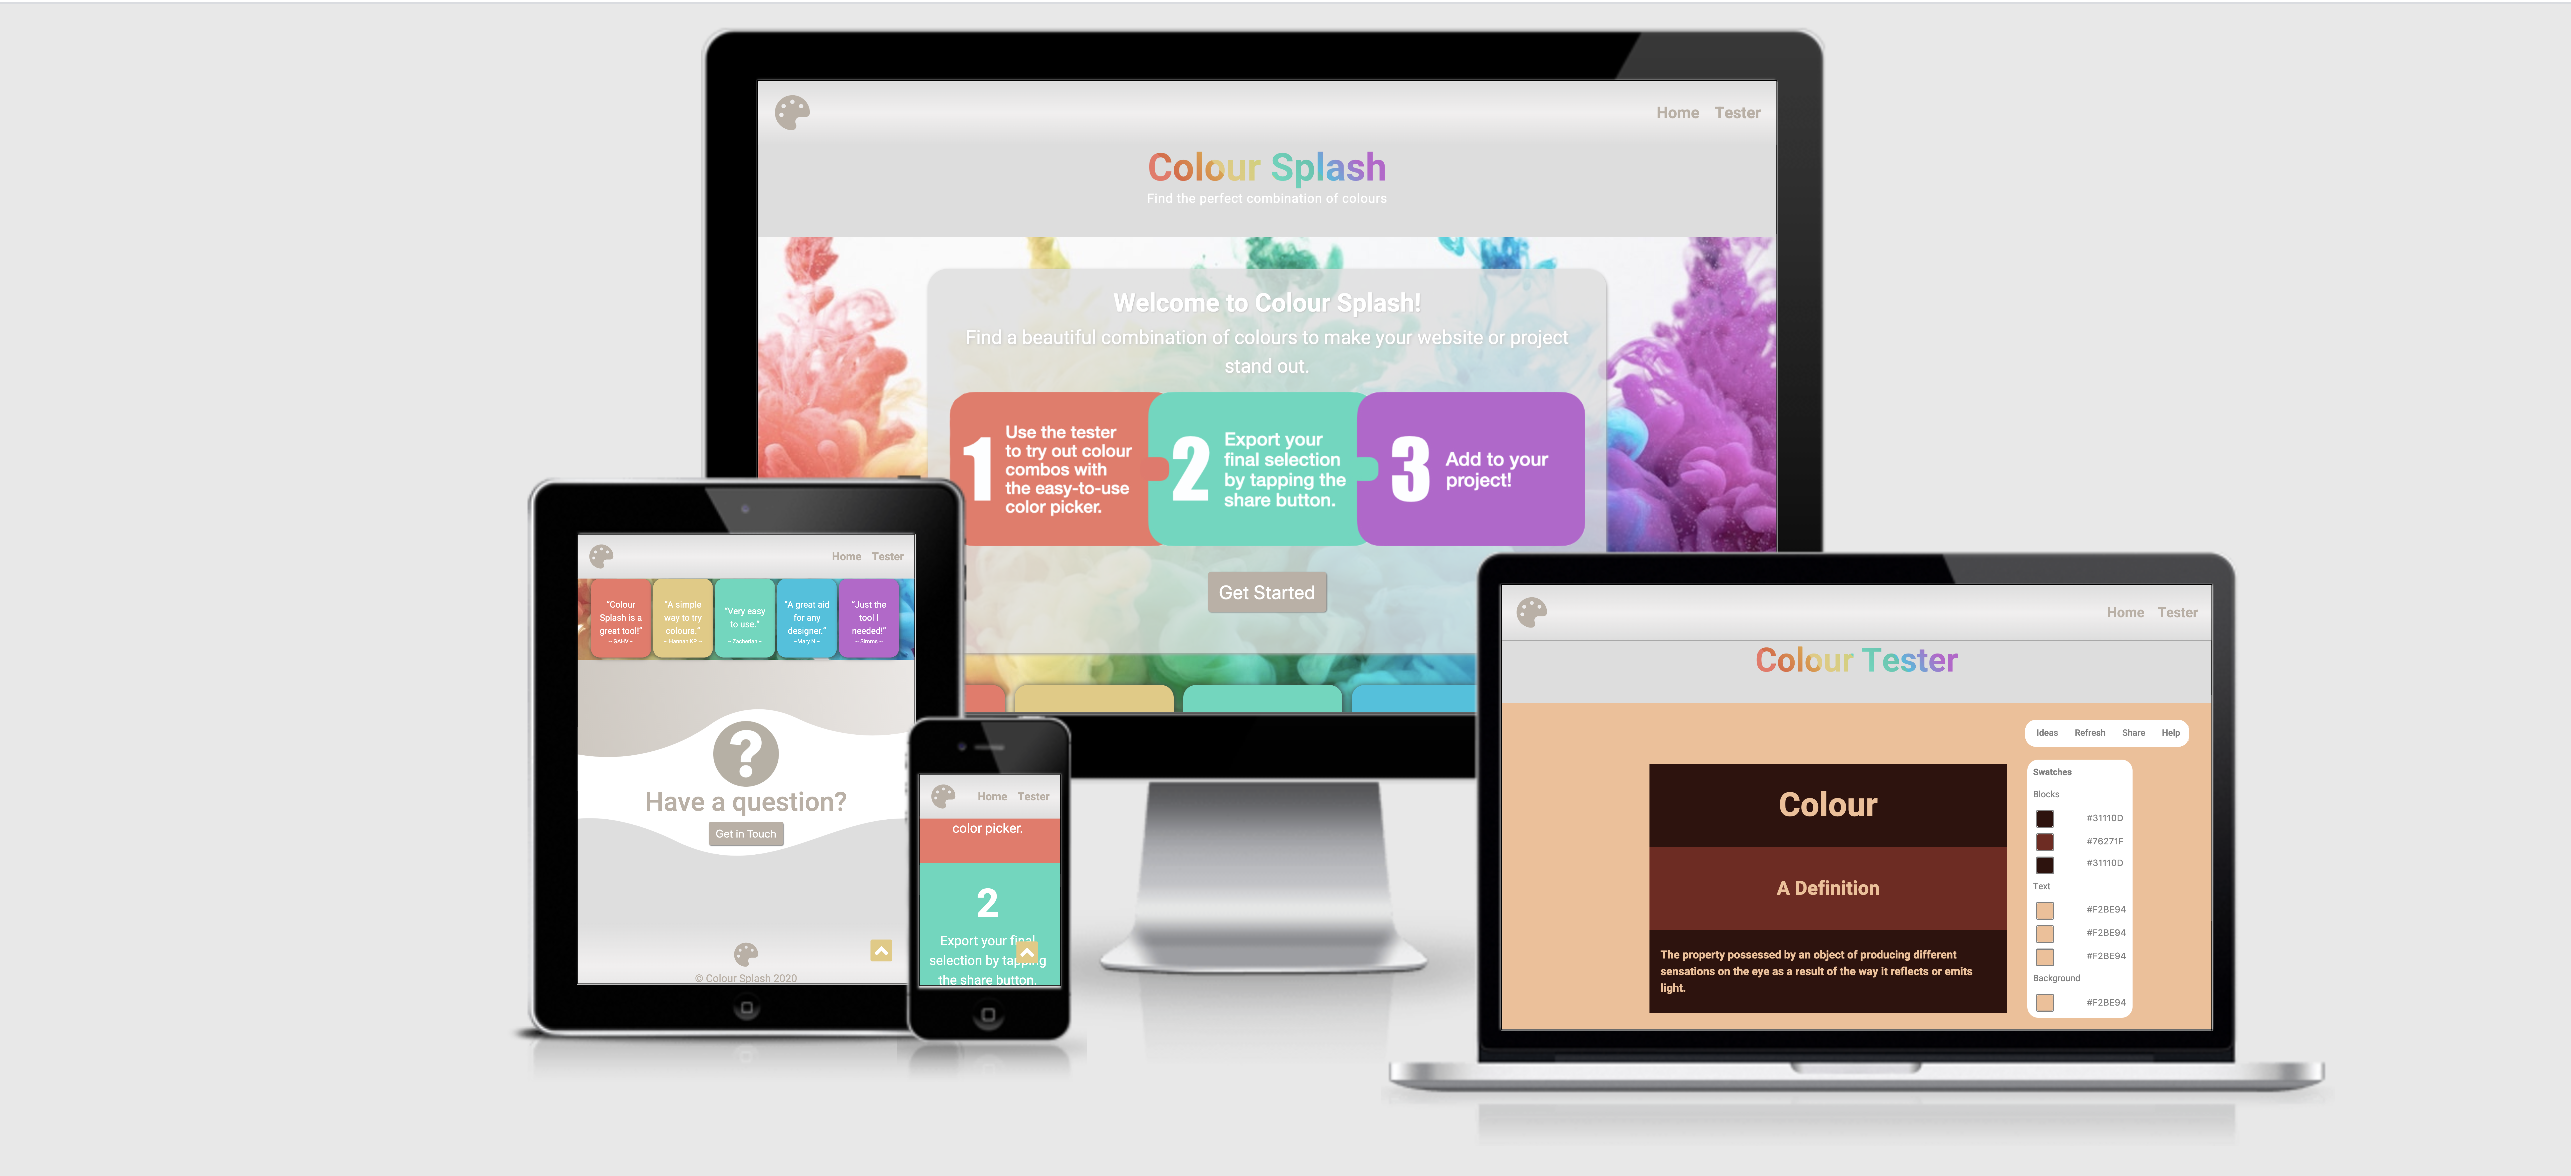 Home Tester
Colour Splash
Find the perfect combination of colours
Welcome to Colour Splash!
Find a beautiful combination of colours to make your website or project
stand out.
1
Use the tester
to try out colour
combos with
the easy-to-use
color picker.
2
Export your
final selection
by tapping the
share button.
3
Add to your
project!
Get Started
Home Tester
“Colour
Splash is a
great tool!”
“A simple
way to try
colours.”
~ Hannah KP ~
“Very easy
to use.”
~ Zachariah ~
“A great aid
for any
designer.”
~ Mary N ~
“Just the
tool I
needed!”
~ Simms ~
?
Have a question?
Get in Touch
© Colour Splash 2020
Home Tester
color picker.
2
Export your final
selection by tapping
the share button.
Home Tester
Colour Tester
Ideas Refresh Share Help
Colour
A Definition
The property possessed by an object of producing different
sensations on the eye as a result of the way it reflects or emits
light.
Swatches
Blocks
#31110D
#76271F
#31110D
Text
#F2BE94
#F2BE94
#F2BE94
Background
#F2BE94